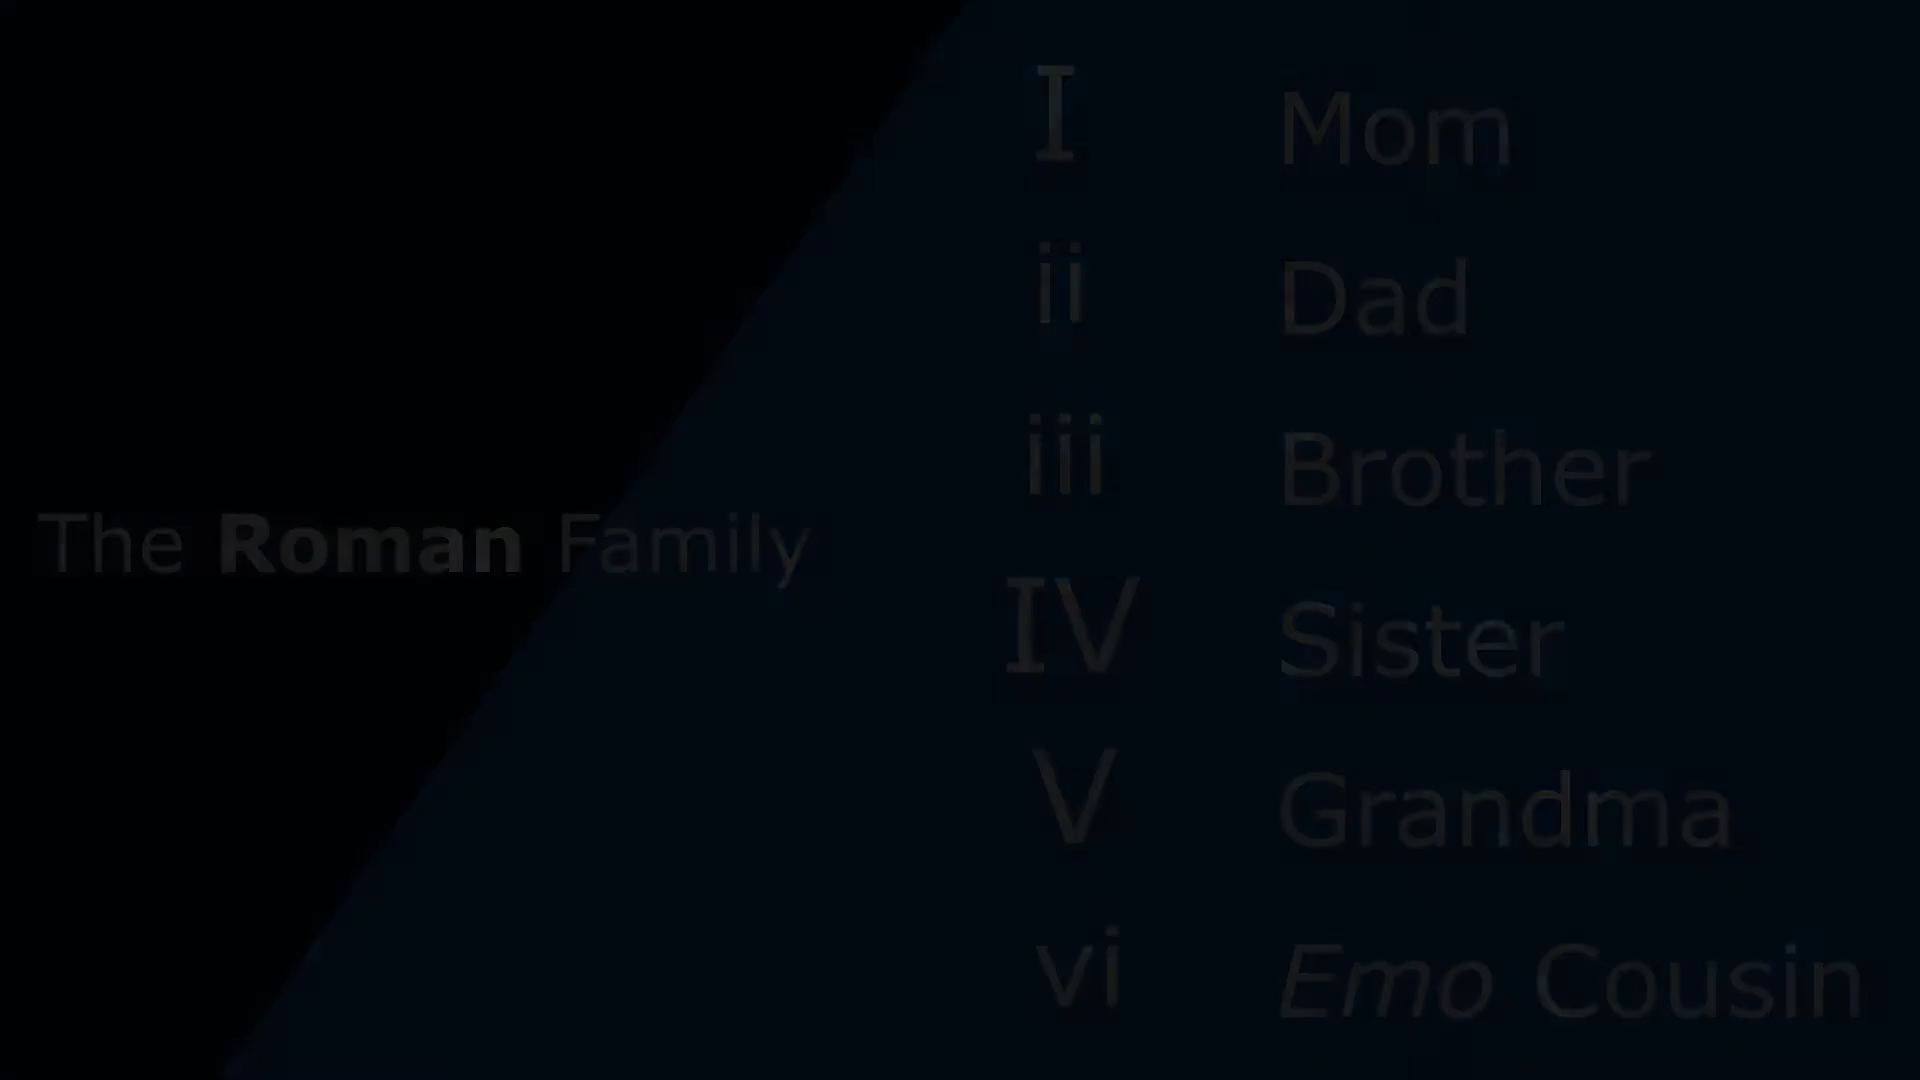 The Roman Family
I Mom
ii Dad
iii Brother
IV Sister
V Grandma
vi Emo Cousin